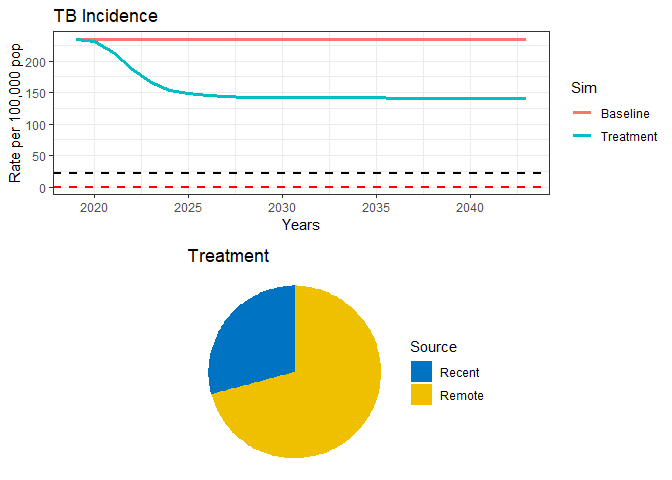 TB Incidence
Rate per 100,000 pop
200
150
100
50
0
2020 2025 2030 2035 2040
Years
Sim
Baseline
Treatment
Treatment
Source
Recent
Remote